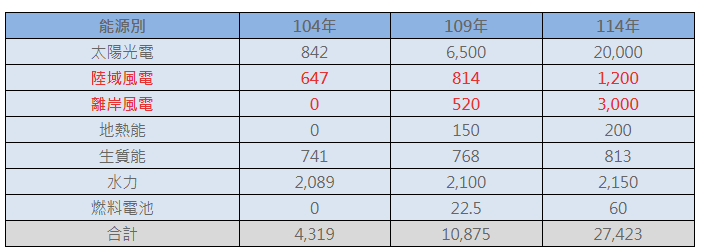 能源別 104年 109年 114年
太陽光電 842 6,500 20,000
陸域風電 647 814 1,200
離岸風電 0 520 3,000
地熱能 0 150 200
生質能 741 768 813
水力 2,089 2,100 2,150
燃料電池 0 22.5 60
合計 4,319 10,875 27,423